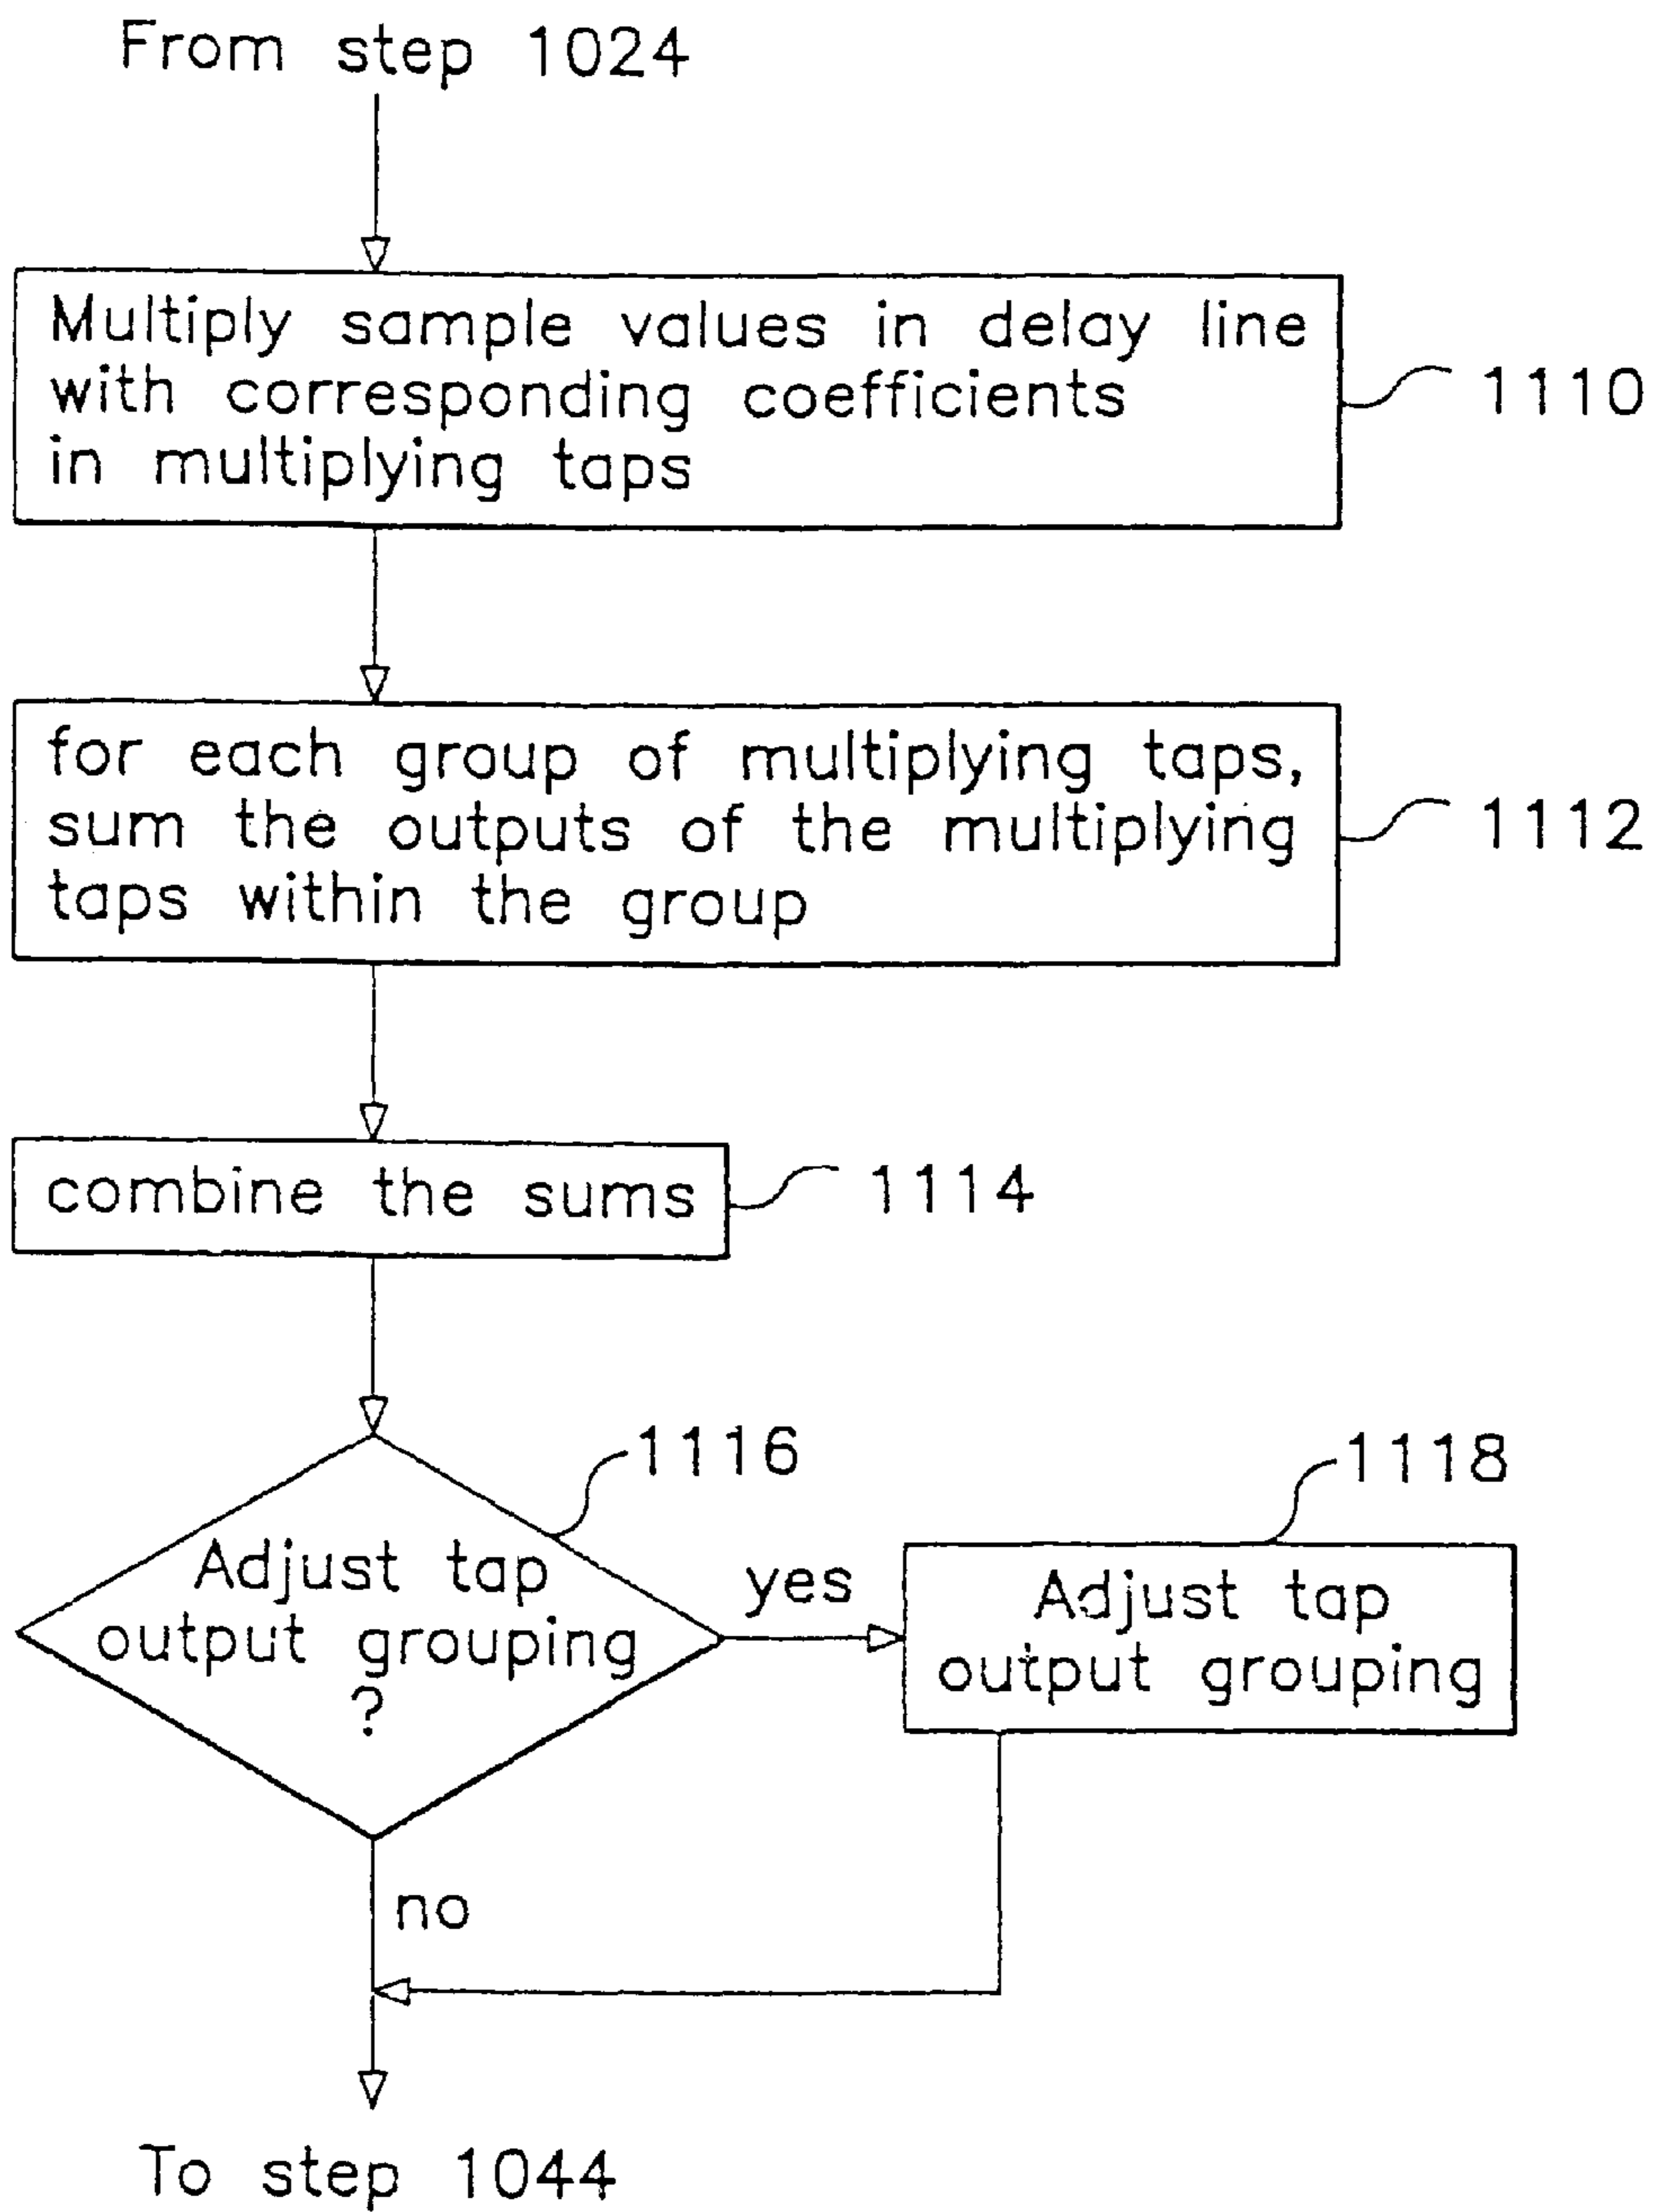 From step 1024
Multiply sample values in delay line
with corresponding coefficients
in multiplying taps
1110
for each group of multiplying taps,
sum the outputs of the multiplying
taps within the group
1112
combine the sums
1114
1116
Adjust tap
output grouping
?
yes
1118
Adjust tap
output grouping
no
To step 1044